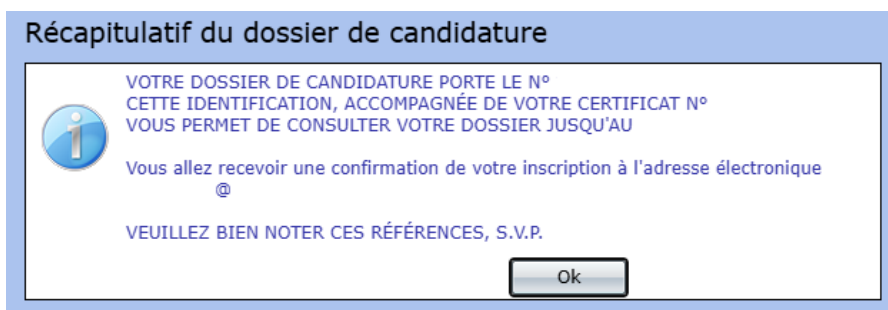 Récapitulatif du dossier de candidature
VOTRE DOSSIER DE CANDIDATURE PORTE LE Nº
CETTE IDENTIFICATION, ACCOMPAGNÉE DE VOTRE CERTIFICAT Nº
VOUS PERMET DE CONSULTER VOTRE DOSSIER JUSQU'AU
Vous allez recevoir une confirmation de votre inscription à l'adresse électronique
@
VEUILLEZ BIEN NOTER CES RÉFÉRENCES, S.V.P.
Ok